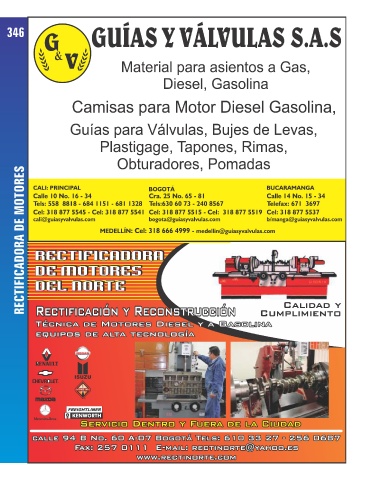 346
RECTIFICADORA DE MOTORES
G & V
GUÍAS Y VÁLVULAS S.A.S
Material para asientos a Gas,
Diesel, Gasolina
Camisas para Motor Diesel Gasolina,
Guías para Válvulas, Bujes de Levas,
Plastigage, Tapones, Rimas,
Obturadores, Pomadas
CALI: PRINCIPAL
Calle 10 No. 16 - 34
Tels: 558 8818 - 684 1151 - 681 1328
Cel: 318 877 5545 - Cel: 318 877 5541
cali@guiasyvalvulas.com
BOGOTÁ
Cra. 25 No. 65 - 81
Tels:630 60 73 - 240 8567
Cel: 318 877 5515 - Cel: 318 877 5519
bogota@guiasyvalvulas.com
BUCARAMANGA
Calle 14 No. 15 - 34
Telefax: 671 3697
Cel: 318 877 5537
b/manga@guiasyvalvulas.com
MEDELLÍN: Cel: 318 666 4999 - medellin@guiasyvalvulas.com
RECTIFICADORA
DE MOTORES
DEL NORTE
CALIDAD Y
CUMPLIMIENTO
RECTIFICACIÓN Y RECONSTRUCCIÓN
TÉCNICA DE MOTORES DIESEL Y A GASOLINA
EQUIPOS DE ALTA TECNOLOGÍA
RENAULT
NISSAN
CHEVROLET
ISUZU
MAZDA
FREIGHTLINER
KENWORTH
SERVICIO DENTRO Y FUERA DE LA CIUDAD
CALLE 94 B No. 60 A 07 BOGOTÁ TELS: 610 33 27 - 256 0687
FAX: 257 0111 E-MAIL: RECTINORTE@YAHOO.ES
WWW.RECTINORTE.COM